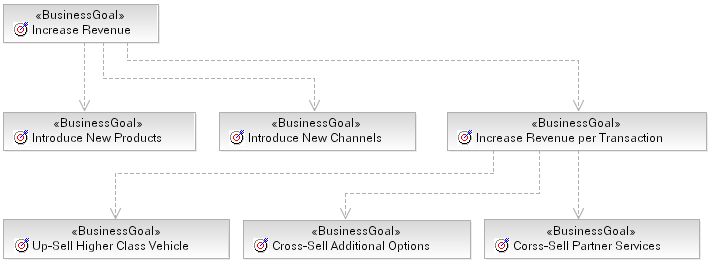 «BusinessGoal»
Increase Revenue
«BusinessGoal»
Introduce New Products
«BusinessGoal»
Introduce New Channels
«BusinessGoal»
Increase Revenue per Transaction
«BusinessGoal»
Up-Sell Higher Class Vehicle
«BusinessGoal»
Cross-Sell Additional Options
«BusinessGoal»
Corss-Sell Partner Services